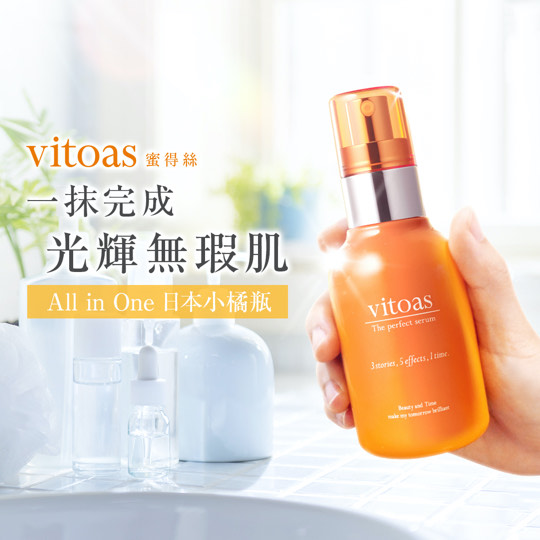 vitoas 蜜得絲
一抹完成
光輝無瑕肌
All in One 日本小橘瓶
vitoas
The perfect serum
3 stories, 5 effects, 1 time.
Beauty and Time
make my tomorrow brilliant